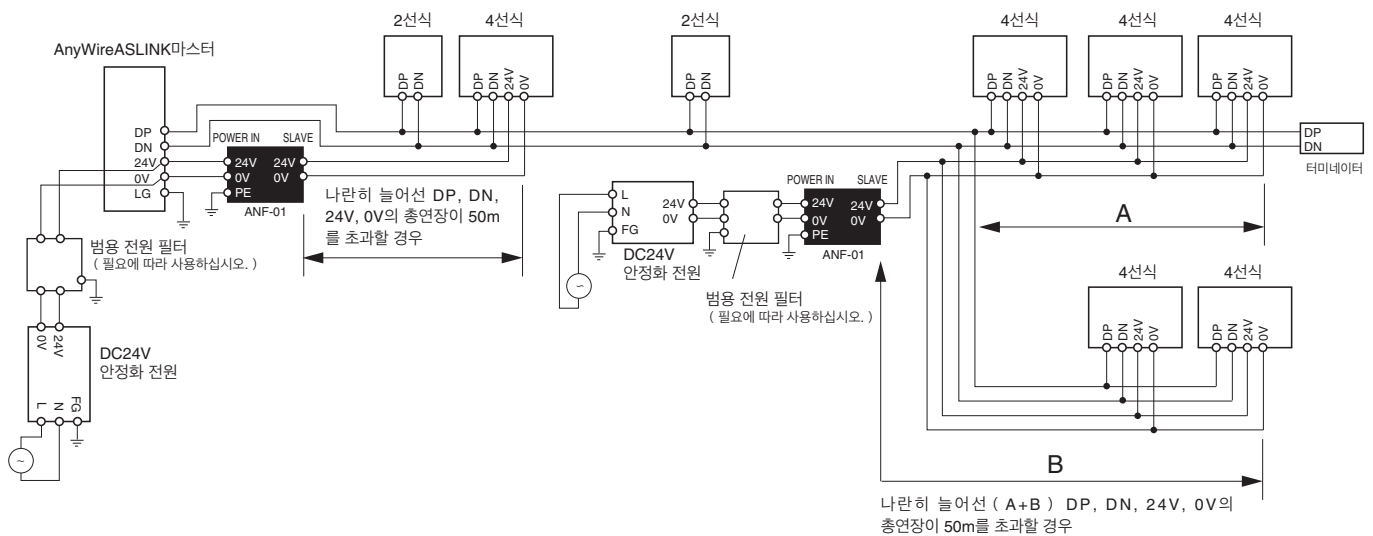 2선식
4선식
2선식
4선식
4선식
4선식
AnyWireASLINK마스터
DP
DN
DP
DN
24V
0V
DP
DN
DP
DN
24V
0V
DP
DN
24V
0V
DP
DN
24V
0V
DP
DN
24V
0V
LG
POWER IN
SLAVE
24V
0V
PE
24V
0V
ANF-01
DP
DN
터미네이터
나란히 늘어선 DP, DN,
24V, 0V의 총연장이 50m
를 초과할 경우
L
N
FG
24V
0V
DC24V
안정화 전원
~
POWER IN
SLAVE
24V
0V
PE
24V
0V
ANF-01
범용 전원 필터
( 필요에 따라 사용하십시오. )
A
범용 전원 필터
( 필요에 따라 사용하십시오. )
0V
24V
DC24V
안정화 전원
L
N
FG
~
4선식
4선식
DP
DN
24V
0V
DP
DN
24V
0V
B
나란히 늘어선 ( A+B ) DP, DN, 24V, 0V의
총연장이 50m를 초과할 경우